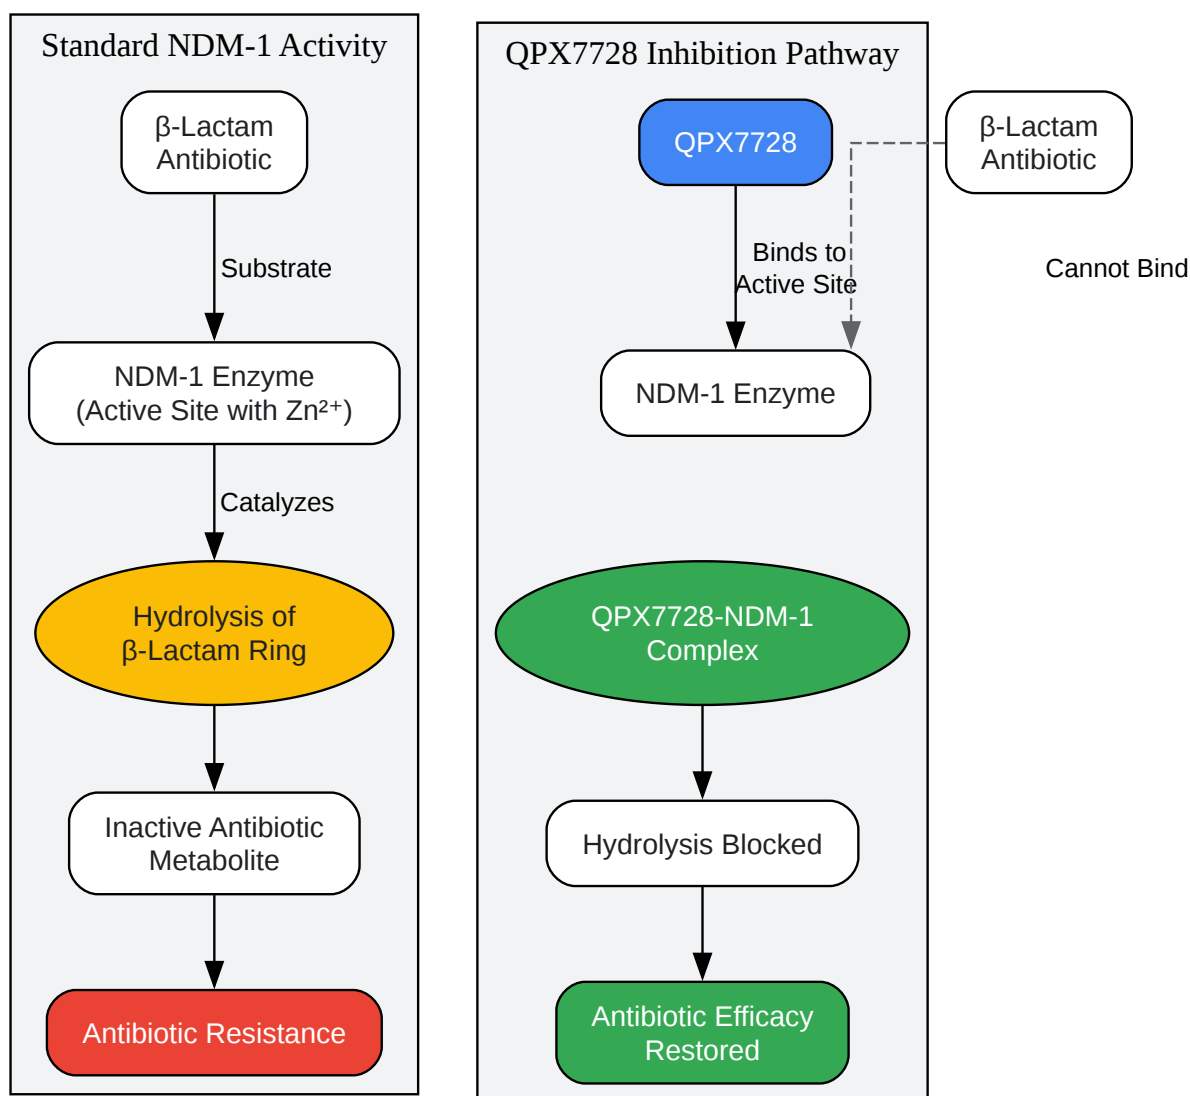 Standard NDM-1 Activity
β-Lactam
Antibiotic
Substrate
NDM-1 Enzyme
(Active Site with Zn²⁺)
Catalyzes
Hydrolysis of
β-Lactam Ring
Inactive Antibiotic
Metabolite
Antibiotic Resistance
QPX7728 Inhibition Pathway
QPX7728
β-Lactam
Antibiotic
Binds to
Active Site
Cannot Bind
NDM-1 Enzyme
QPX7728-NDM-1
Complex
Hydrolysis Blocked
Antibiotic Efficacy
Restored